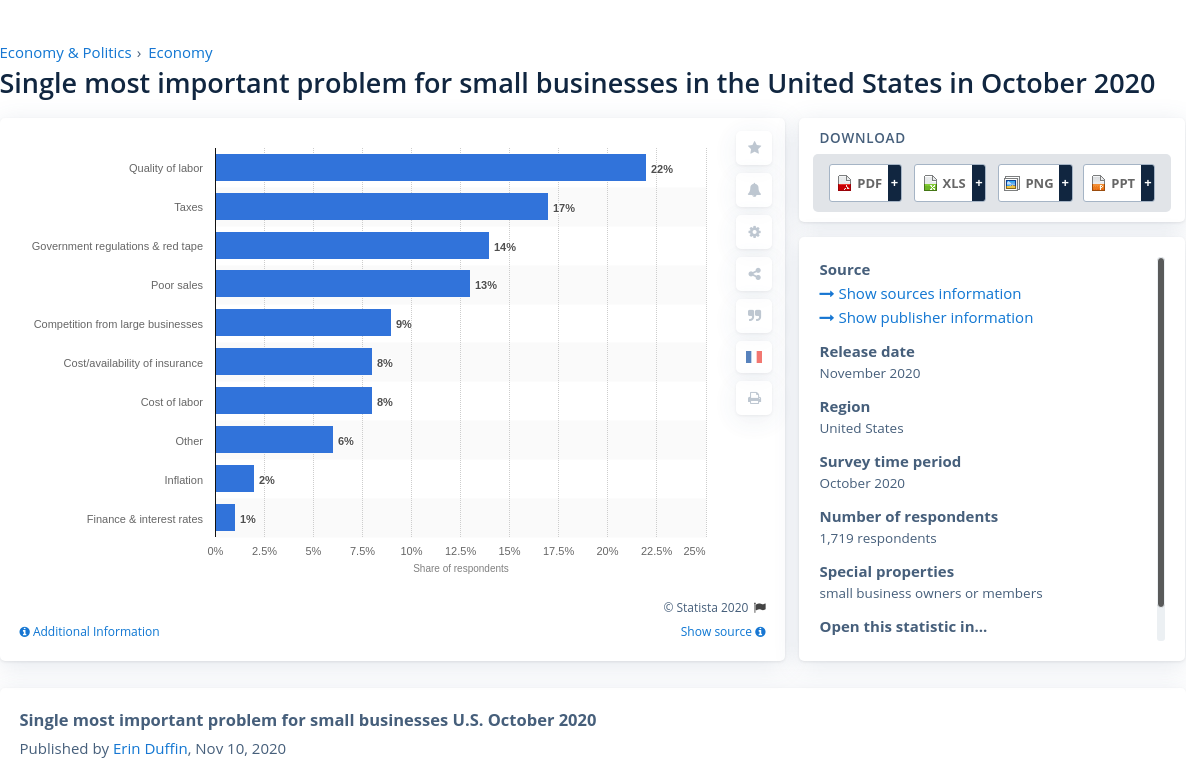 Economy & Politics › Economy
Single most important problem for small businesses in the United States in October 2020
Quality of labor 22%
Taxes 17%
Government regulations & red tape 14%
Poor sales 13%
Competition from large businesses 9%
Cost/availability of insurance 8%
Cost of labor 8%
Other 6%
Inflation 2%
Finance & interest rates 1%
0% 2.5% 5% 7.5% 10% 12.5% 15% 17.5% 20% 22.5% 25%
Share of respondents
© Statista 2020
Additional Information Show source
DOWNLOAD
PDF + XLS + PNG + PPT +
Source
Show sources information
Show publisher information
Release date
November 2020
Region
United States
Survey time period
October 2020
Number of respondents
1,719 respondents
Special properties
small business owners or members
Open this statistic in...
Single most important problem for small businesses U.S. October 2020
Published by Erin Duffin, Nov 10, 2020